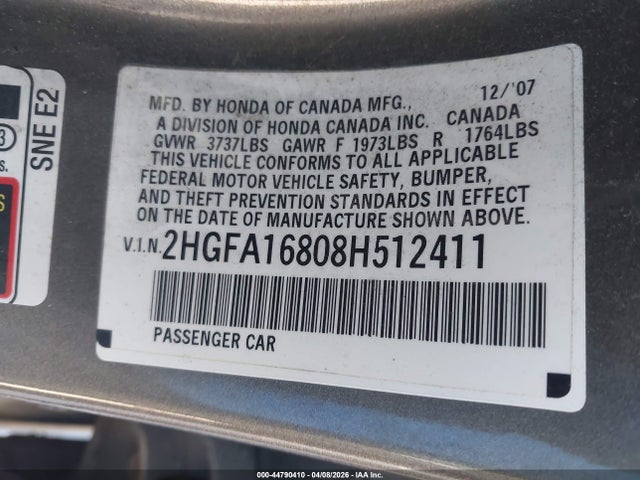 MFD. BY HONDA OF CANADA MFG., 12/'07
A DIVISION OF HONDA CANADA INC. CANADA
GVWR 3737LBS GAWR F 1973LBS R 1764LBS
THIS VEHICLE CONFORMS TO ALL APPLICABLE
FEDERAL MOTOR VEHICLE SAFETY, BUMPER,
AND THEFT PREVENTION STANDARDS IN EFFECT
ON THE DATE OF MANUFACTURE SHOWN ABOVE.
V.I.N. 2HGFA16808H512411
PASSENGER CAR
SNE E2
3
s.
S
000-44790410 - 04/08/2026 - IAA Inc.